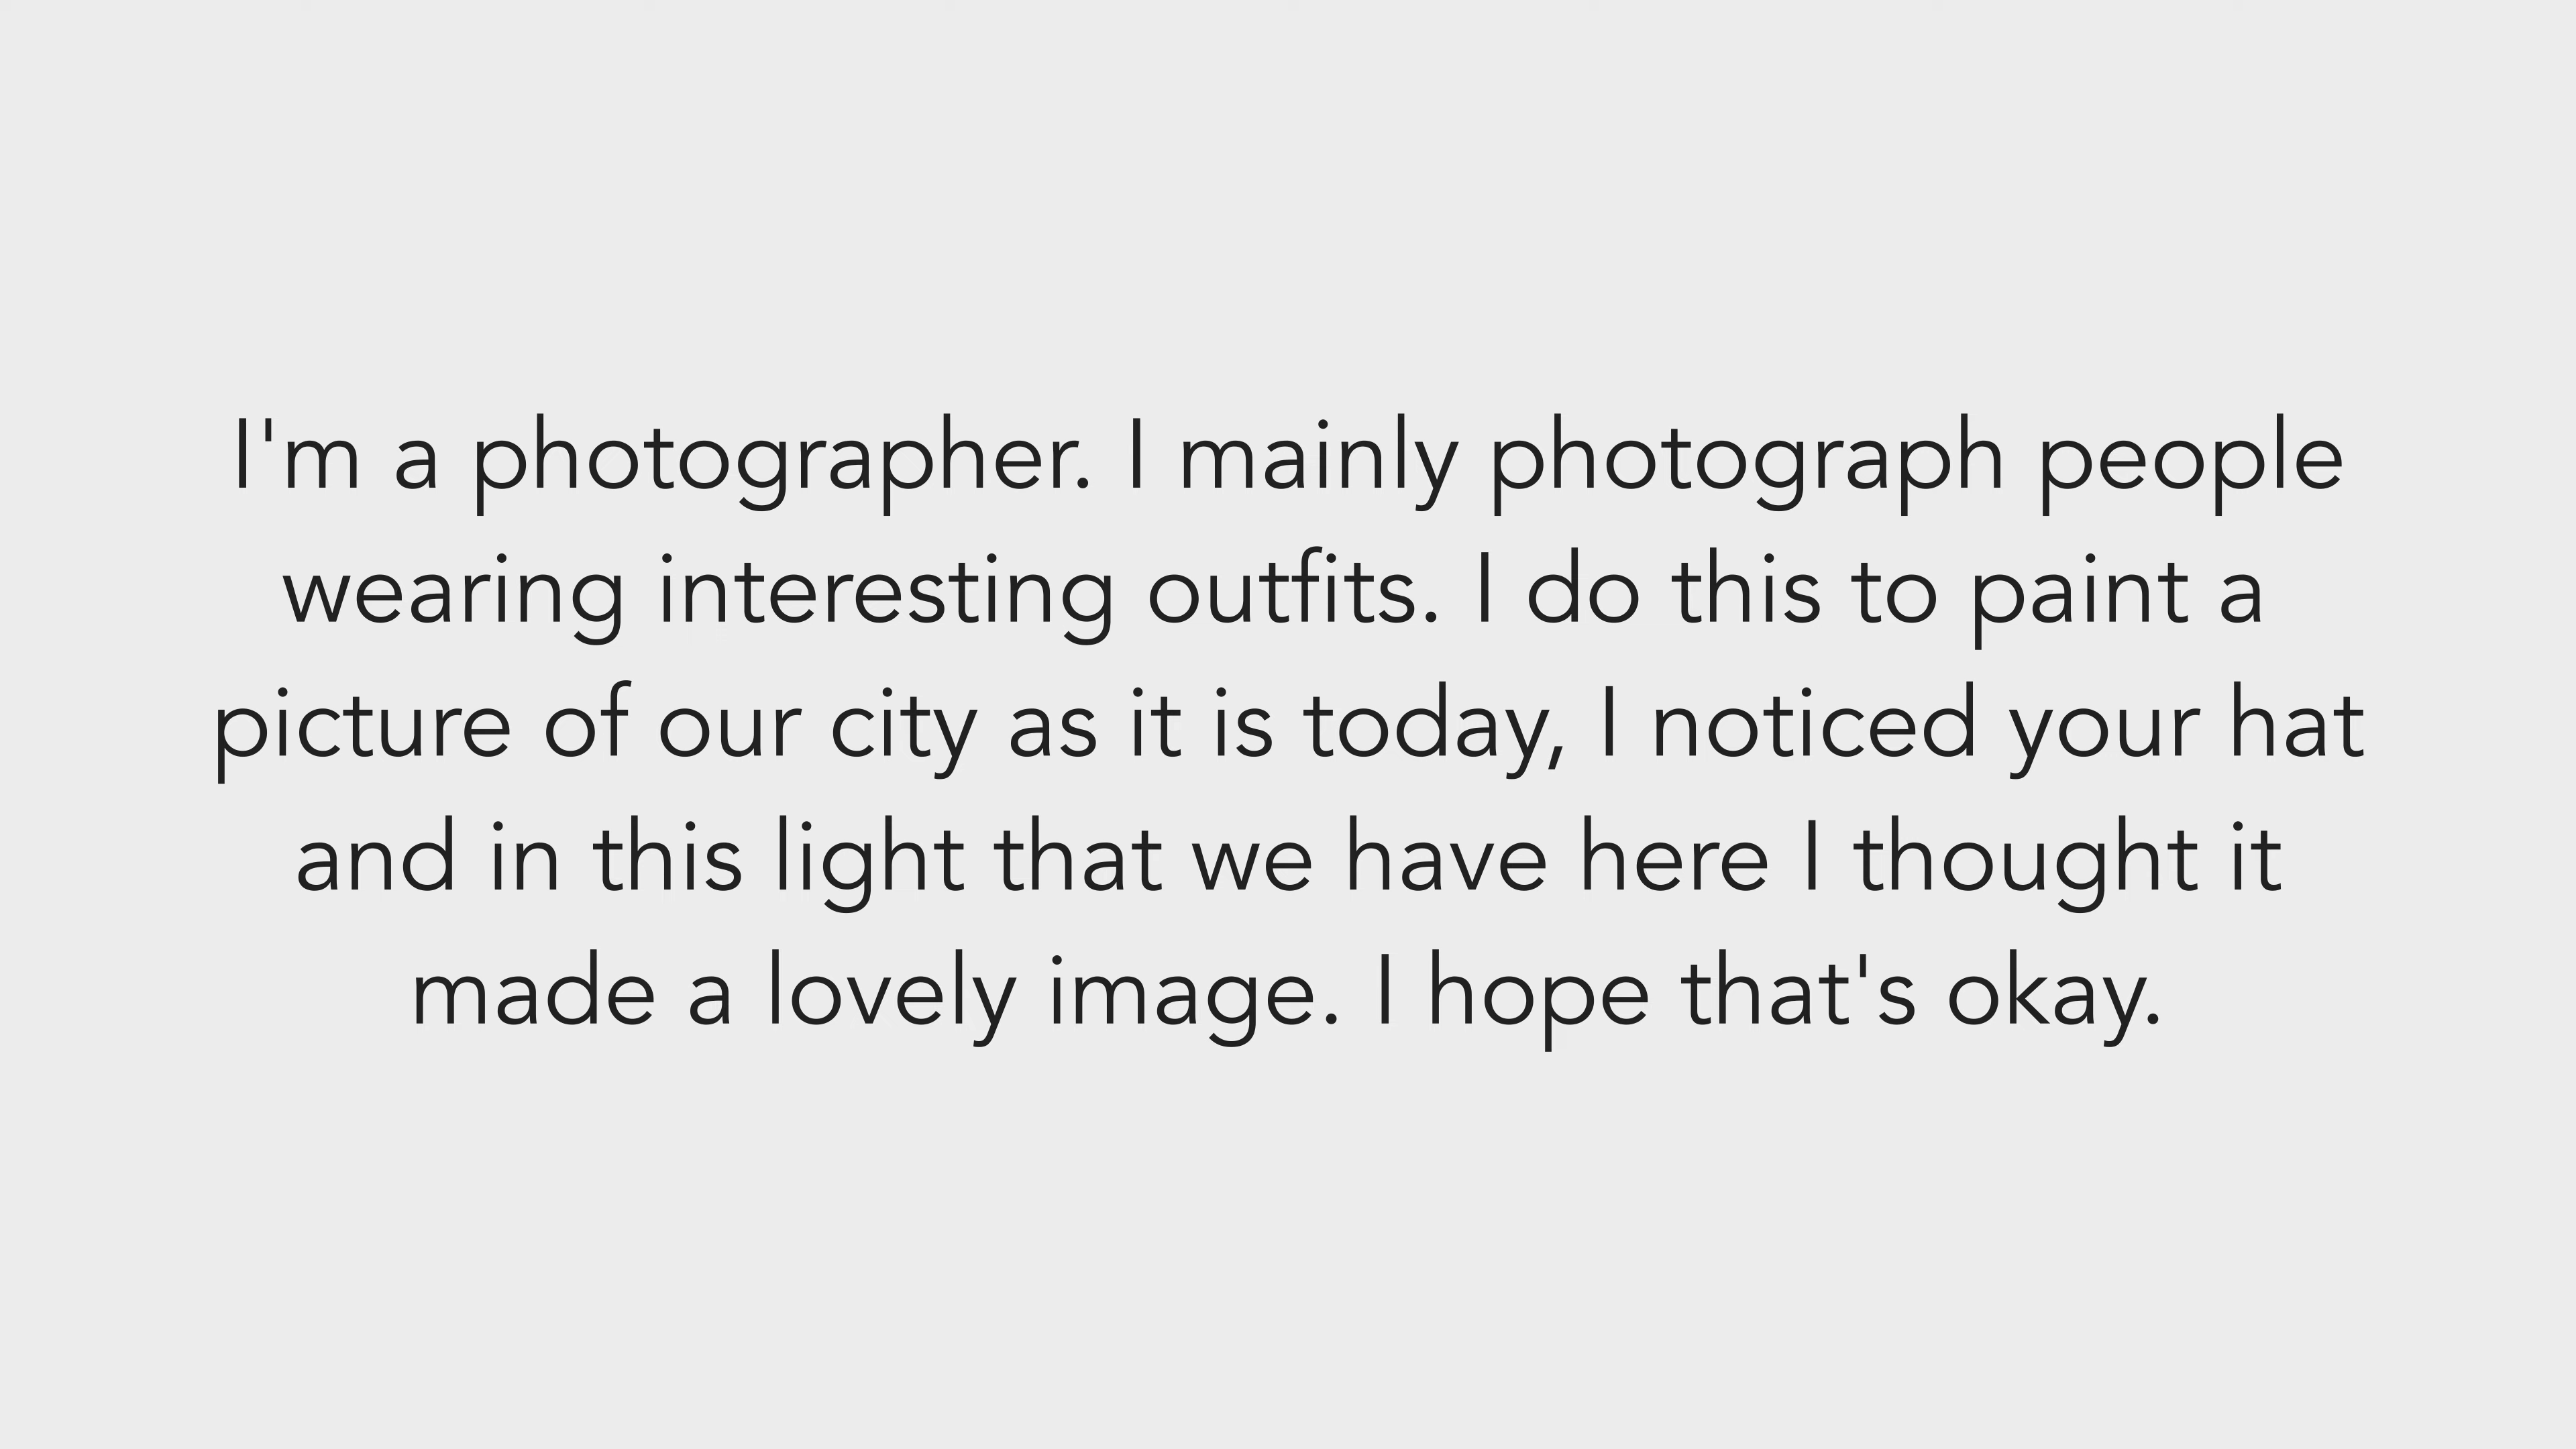 I'm a photographer. I mainly photograph people
wearing interesting outfits. I do this to paint a
picture of our city as it is today, I noticed your hat
and in this light that we have here I thought it
made a lovely image. I hope that's okay.